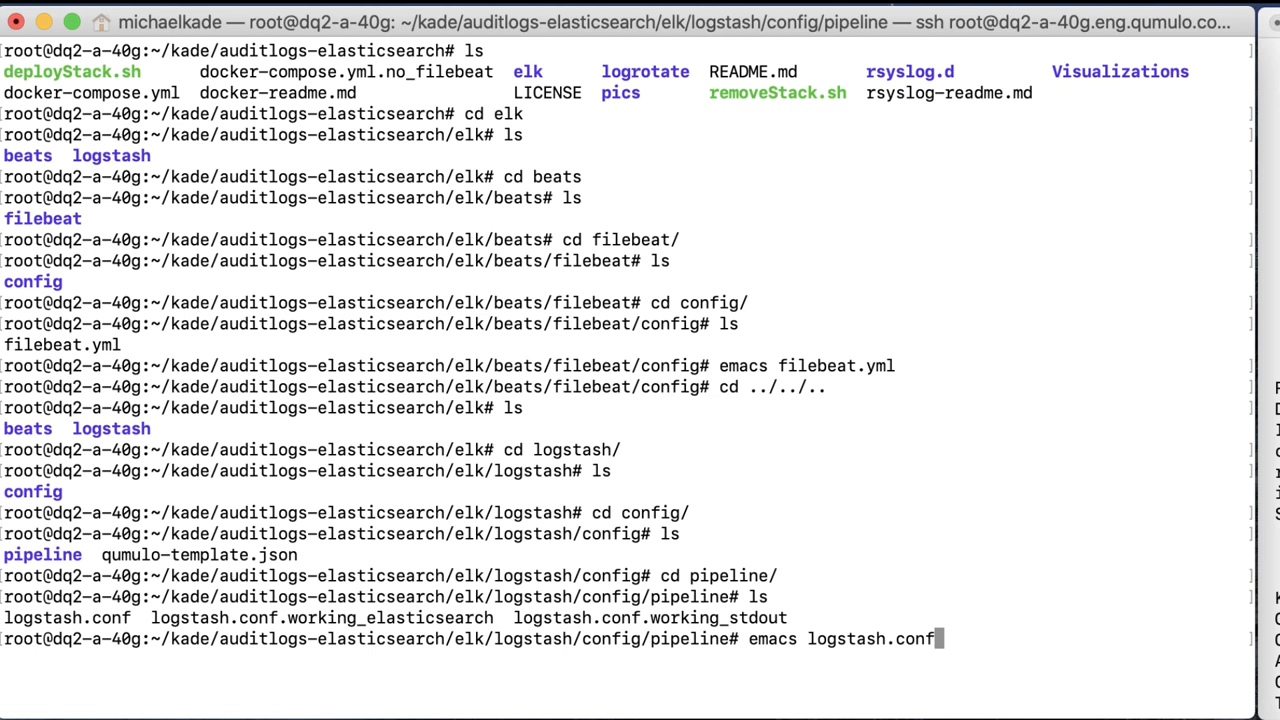 michaelkade — root@dq2-a-40g: ~/kade/auditlogs-elasticsearch/elk/logstash/config/pipeline — ssh root@dq2-a-40g.eng.qumulo.co...
[root@dq2-a-40g:~/kade/auditlogs-elasticsearch# ls
deployStack.sh docker-compose.yml.no_filebeat elk logrotate README.md rsyslog.d Visualizations
docker-compose.yml docker-readme.md LICENSE pics removeStack.sh rsyslog-readme.md
[root@dq2-a-40g:~/kade/auditlogs-elasticsearch# cd elk
[root@dq2-a-40g:~/kade/auditlogs-elasticsearch/elk# ls
beats logstash
[root@dq2-a-40g:~/kade/auditlogs-elasticsearch/elk# cd beats
[root@dq2-a-40g:~/kade/auditlogs-elasticsearch/elk/beats# ls
filebeat
[root@dq2-a-40g:~/kade/auditlogs-elasticsearch/elk/beats# cd filebeat/
[root@dq2-a-40g:~/kade/auditlogs-elasticsearch/elk/beats/filebeat# ls
config
[root@dq2-a-40g:~/kade/auditlogs-elasticsearch/elk/beats/filebeat# cd config/
[root@dq2-a-40g:~/kade/auditlogs-elasticsearch/elk/beats/filebeat/config# ls
filebeat.yml
[root@dq2-a-40g:~/kade/auditlogs-elasticsearch/elk/beats/filebeat/config# emacs filebeat.yml
[root@dq2-a-40g:~/kade/auditlogs-elasticsearch/elk/beats/filebeat/config# cd ../../..
[root@dq2-a-40g:~/kade/auditlogs-elasticsearch/elk# ls
beats logstash
[root@dq2-a-40g:~/kade/auditlogs-elasticsearch/elk# cd logstash/
[root@dq2-a-40g:~/kade/auditlogs-elasticsearch/elk/logstash# ls
config
[root@dq2-a-40g:~/kade/auditlogs-elasticsearch/elk/logstash# cd config/
[root@dq2-a-40g:~/kade/auditlogs-elasticsearch/elk/logstash/config# ls
pipeline qumulo-template.json
[root@dq2-a-40g:~/kade/auditlogs-elasticsearch/elk/logstash/config# cd pipeline/
[root@dq2-a-40g:~/kade/auditlogs-elasticsearch/elk/logstash/config/pipeline# ls
logstash.conf logstash.conf.working_elasticsearch logstash.conf.working_stdout
[root@dq2-a-40g:~/kade/auditlogs-elasticsearch/elk/logstash/config/pipeline# emacs logstash.conf